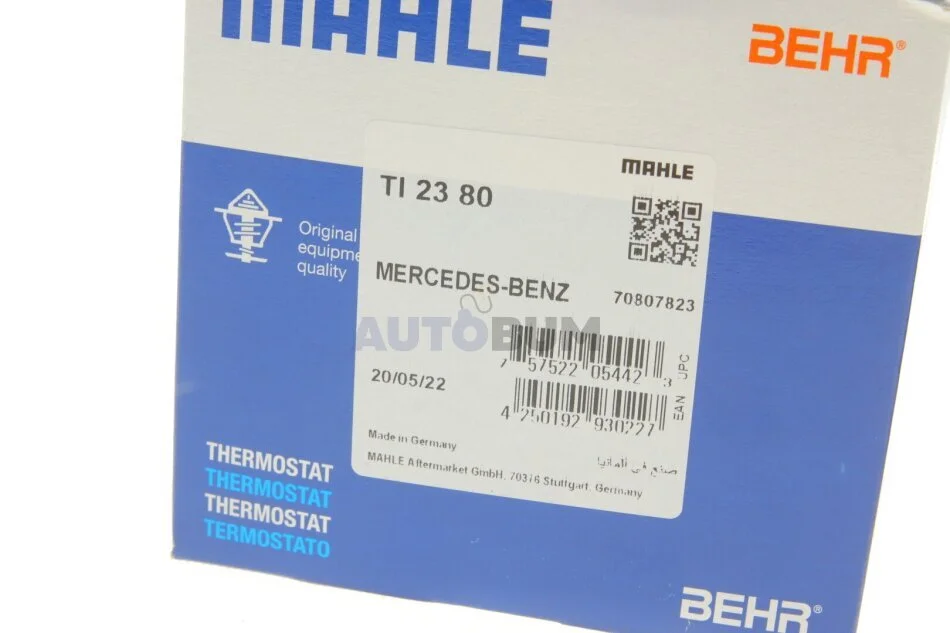 MAHLE
BEHR®
MAHLE
TI 23 80
Original
equipme
quality
MERCEDES-BENZ
70807823
AUTOBUM
7 57522 05442 3
UPC
20/05/22
4 250192 930227
EAN
Made in Germany
صنع في ألمانيا
MAHLE Aftermarket GmbH, 70376 Stuttgart, Germany
THERMOSTAT
THERMOSTAT
THERMOSTAT
TERMOSTATO
BEHR®